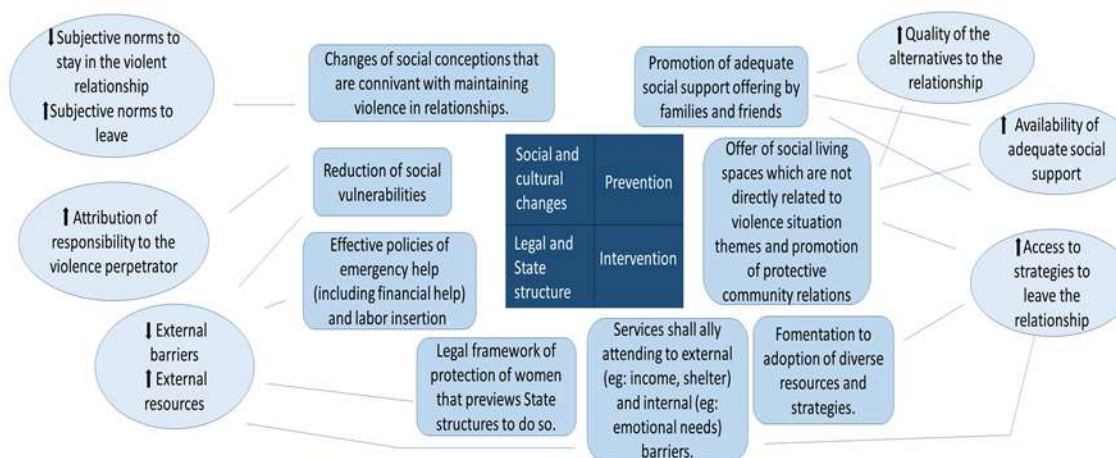 ⬇Subjective norms to
stay in the violent
relationship
⬆Subjective norms to
leave
Changes of social conceptions that
are connivant with maintaining
violence in relationships.
Promotion of adequate
social support offering by
families and friends
⬆Quality of the
alternatives to the
relationship
⬆ Availability of
adequate social
support
Reduction of social
vulnerabilities
Social and
cultural
changes
Prevention
Legal and
State
structure
Intervention
Offer of social living
spaces which are not
directly related to
violence situation
themes and promotion
of protective
community relations
⬆ Attribution of
responsibility to the
violence perpetrator
Effective policies of
emergency help
(including financial help)
and labor insertion
⬆Access to
strategies to
leave the
relationship
⬇ External
barriers
⬆ External
resources
Legal framework of
protection of women
that previews State
structures to do so.
Services shall ally
attending to external
(eg: income, shelter)
and internal (eg:
emotional needs)
barriers.
Fomentation to
adoption of diverse
resources and
strategies.